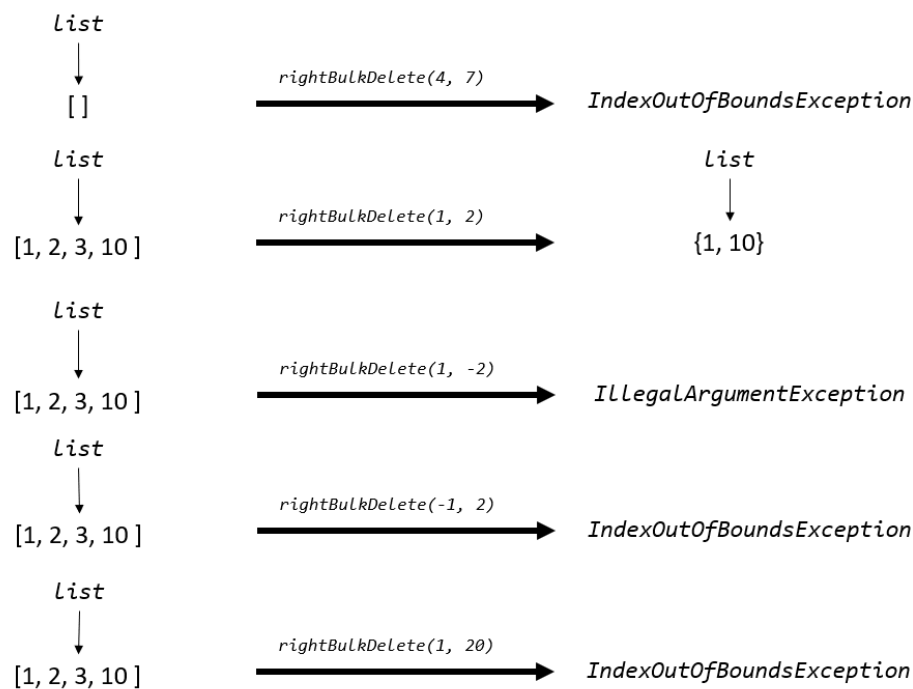 list
rightBulkDelete(4, 7)
[ ] IndexOutOfBoundsException
list list
rightBulkDelete(1, 2)
[1, 2, 3, 10 ] {1, 10}
list
rightBulkDelete(1, -2)
[1, 2, 3, 10 ] IllegalArgumentException
list
rightBulkDelete(-1, 2)
[1, 2, 3, 10 ] IndexOutOfBoundsException
list
rightBulkDelete(1, 20)
[1, 2, 3, 10 ] IndexOutOfBoundsException